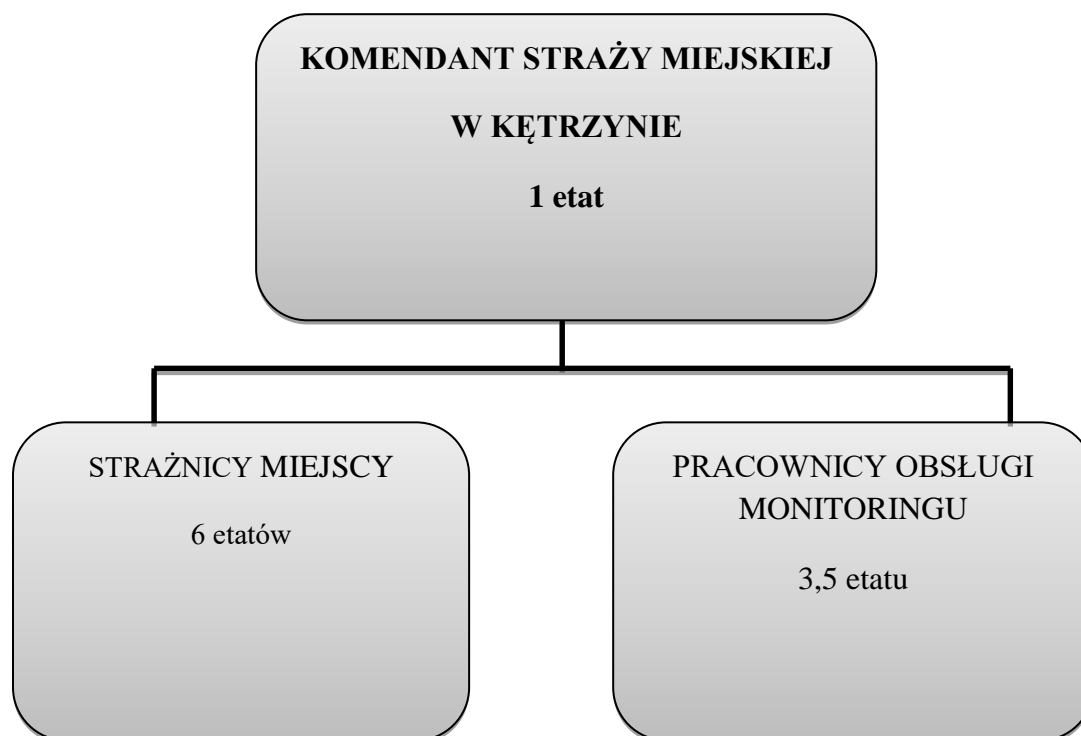 KOMENDANT STRAŻY MIEJSKIEJ
W KĘTRZYNIE
1 etat
STRAŻNICY MIEJSCY
6 etatów
PRACOWNICY OBSŁUGI
MONITORINGU
3,5 etatu